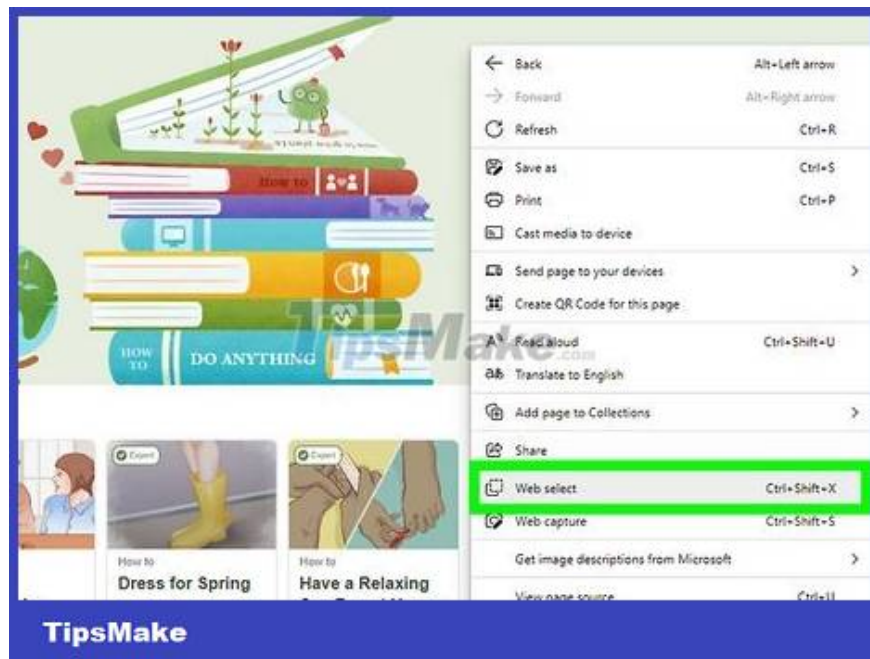 Back Alt+Left arrow
Forward Alt+Right arrow
Refresh Ctrl+R
Save as Ctrl+S
Print Ctrl+P
Cast media to device
Send page to your devices
Create QR Code for this page
Read aloud Ctrl+Shift+U
Translate to English
Add page to Collections
Share
Web select Ctrl+Shift+X
Web capture Ctrl+Shift+S
Get image descriptions from Microsoft
View page source Ctrl+U
How to
HOW
TO
DO ANYTHING
TipsMake.com
Expert
Expert
How to
Dress for Spring
How to
Have a Relaxing
TipsMake